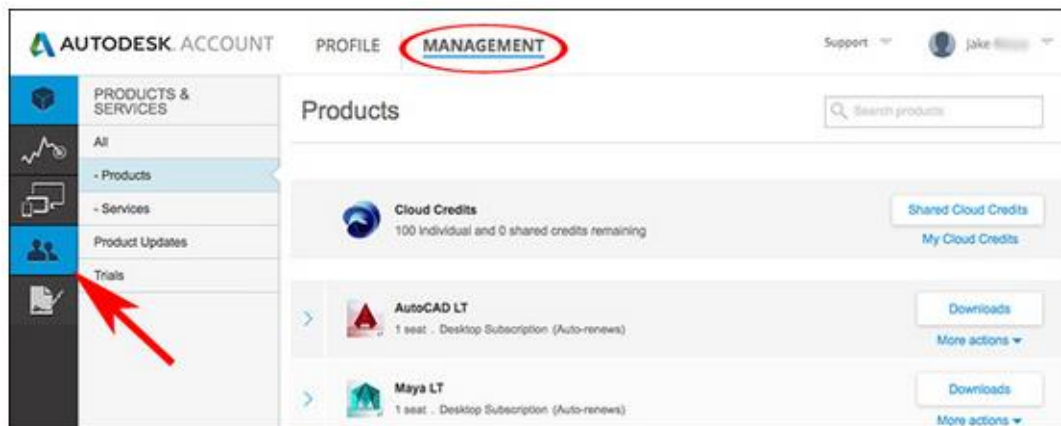 AUTODESK. ACCOUNT PROFILE MANAGEMENT Support Jake
PRODUCTS &
SERVICES
Products
Search products
All
- Products
- Services
Product Updates
Trials
Cloud Credits
100 individual and 0 shared credits remaining
Shared Cloud Credits
My Cloud Credits
AutoCAD LT
1 seat . Desktop Subscription (Auto-renews)
Downloads
More actions
Maya LT
1 seat . Desktop Subscription (Auto-renews)
Downloads
More actions